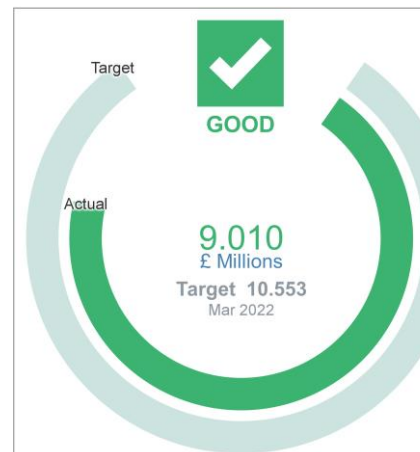 Target
GOOD
Actual
9.010
£ Millions
Target 10.553
Mar 2022